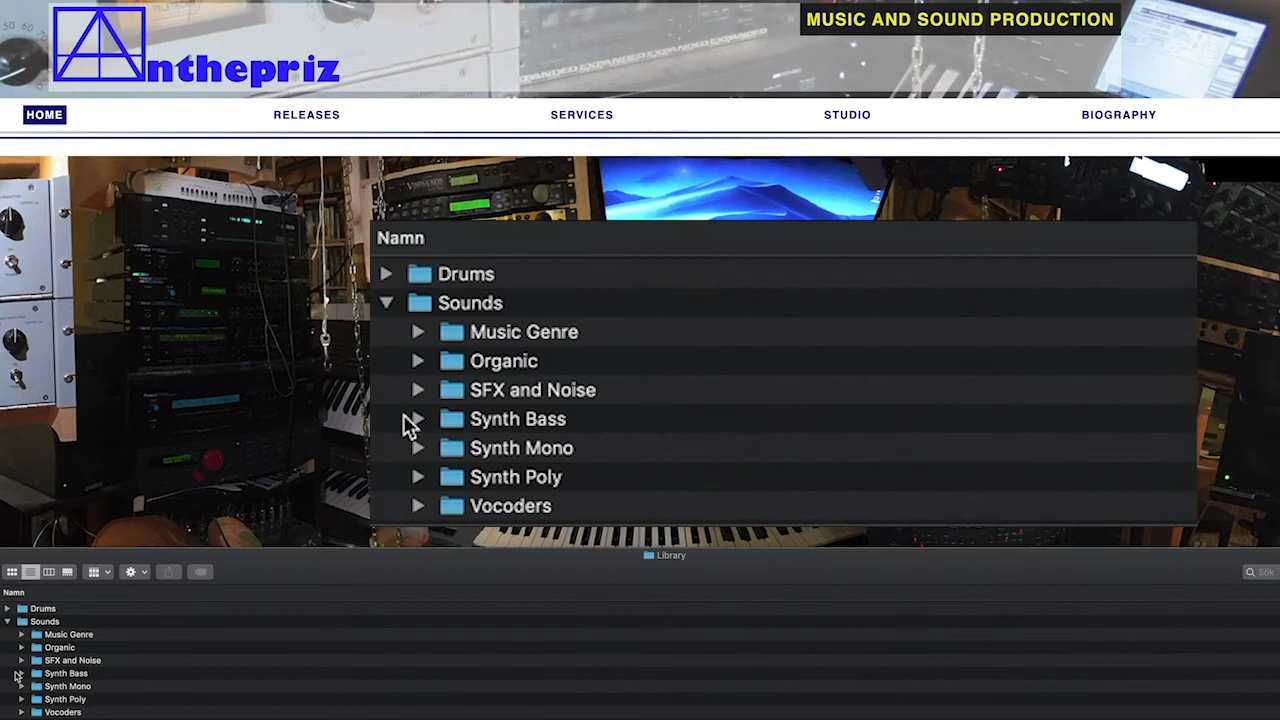 MUSIC AND SOUND PRODUCTION
Anthepriz
HOME RELEASES SERVICES STUDIO BIOGRAPHY
Namn
Drums
Sounds
Music Genre
Organic
SFX and Noise
Synth Bass
Synth Mono
Synth Poly
Vocoders
Library
Sök
Namn
Drums
Sounds
Music Genre
Organic
SFX and Noise
Synth Bass
Synth Mono
Synth Poly
Vocoders